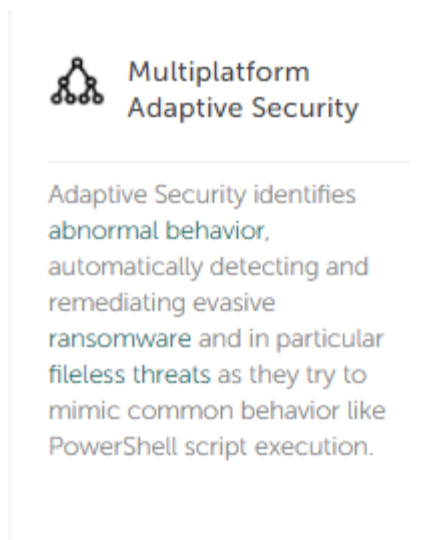 Multiplatform
Adaptive Security
Adaptive Security identifies
abnormal behavior,
automatically detecting and
remediating evasive
ransomware and in particular
fileless threats as they try to
mimic common behavior like
PowerShell script execution.